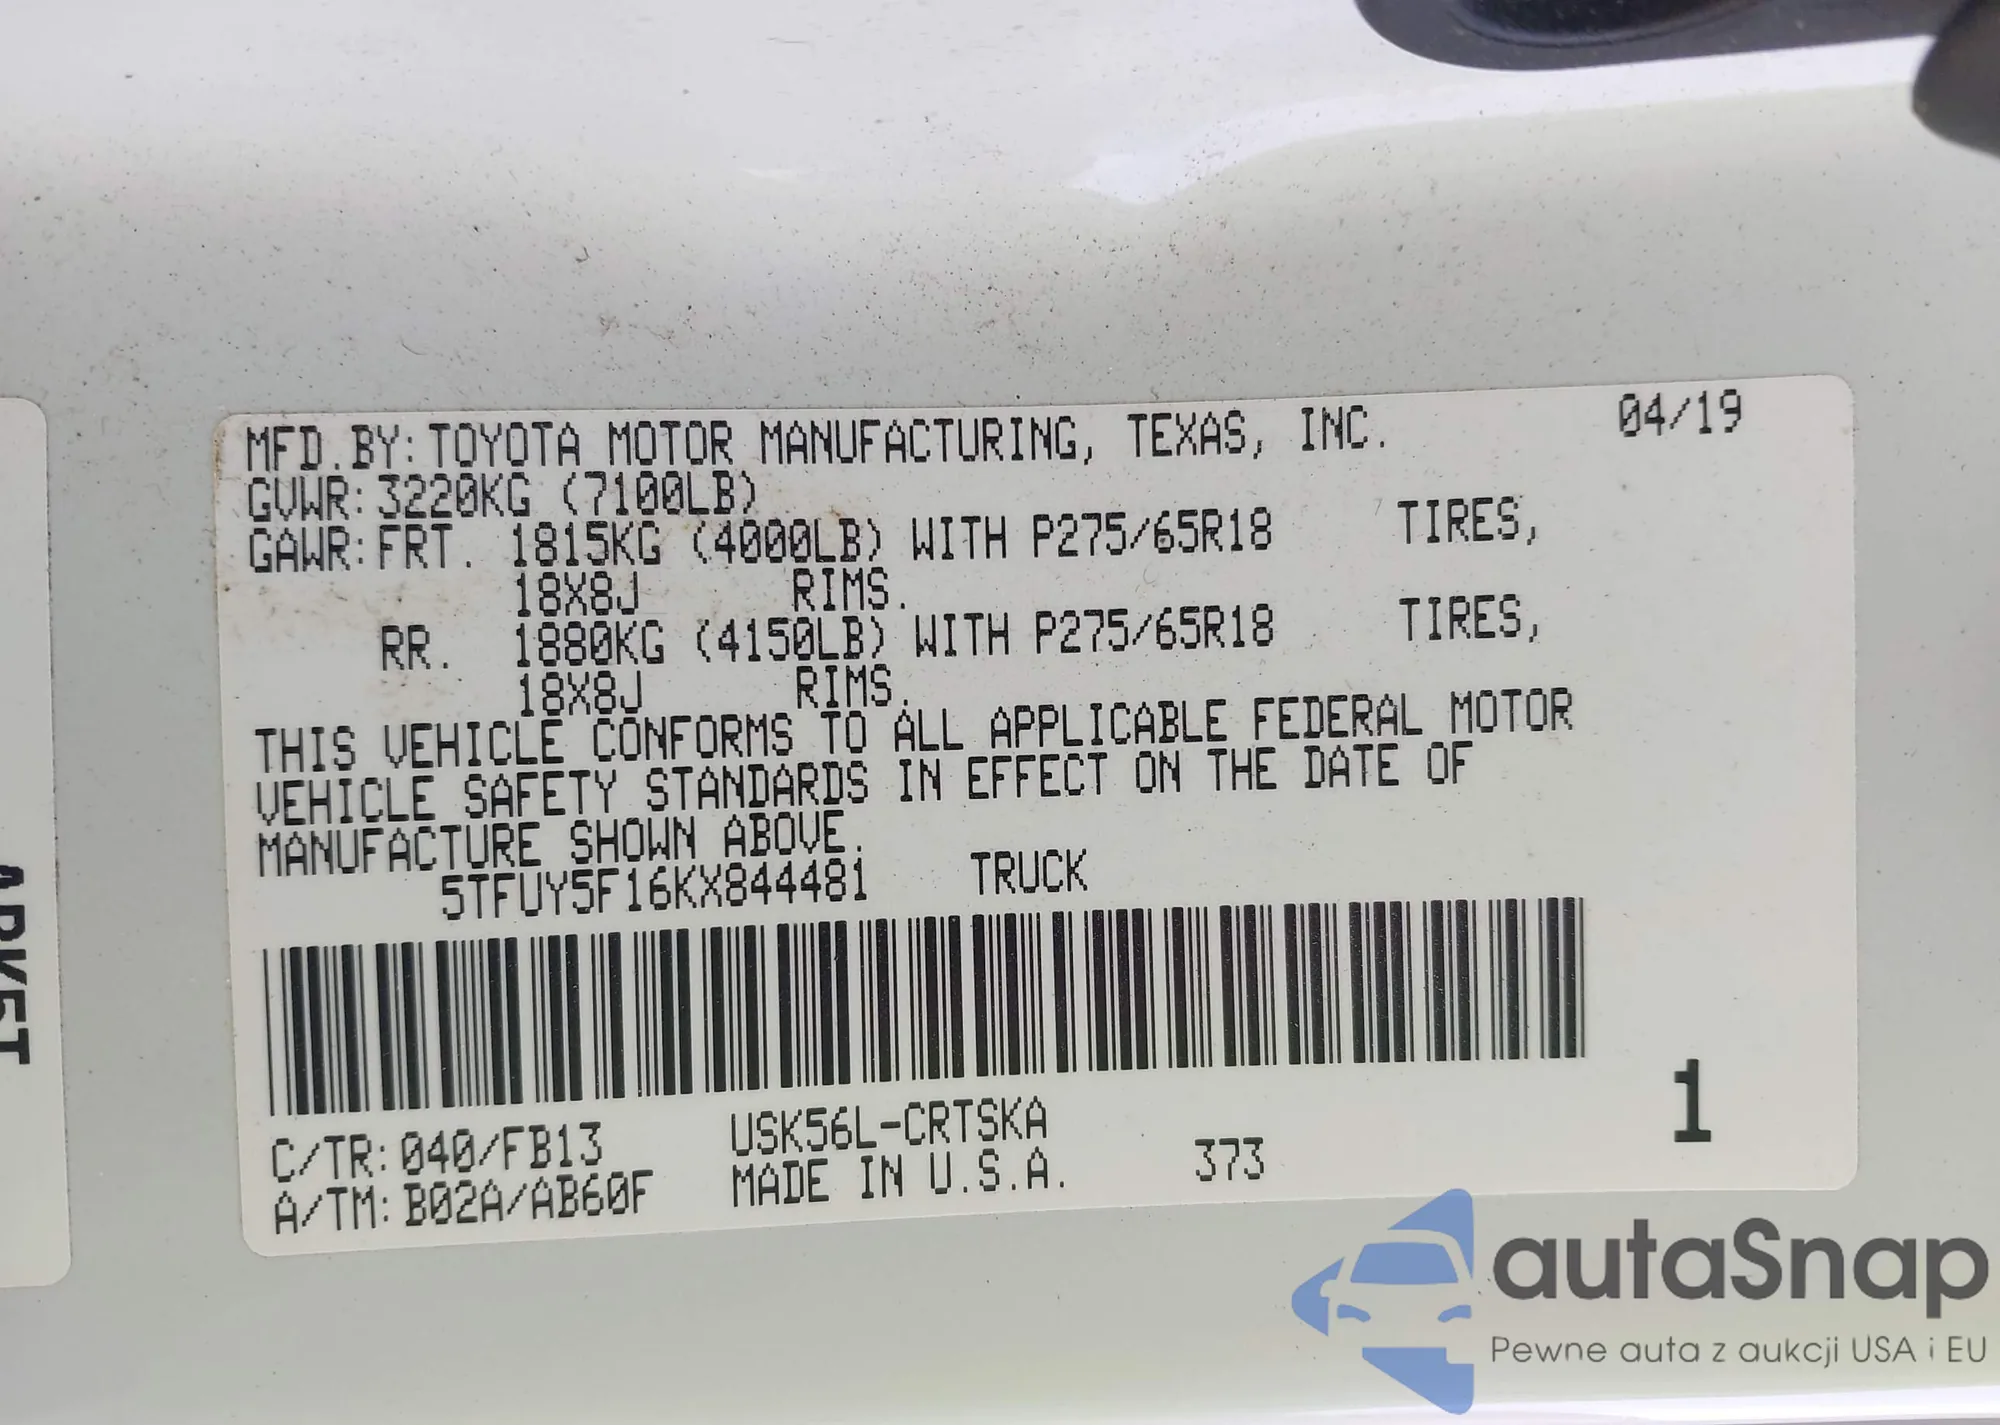 MFD.BY:TOYOTA MOTOR MANUFACTURING, TEXAS, INC. 04/19
GVWR:3220KG (7100LB)
GAWR:FRT. 1815KG (4000LB) WITH P275/65R18 TIRES,
18X8J RIMS.
RR. 1880KG (4150LB) WITH P275/65R18 TIRES,
18X8J RIMS.
THIS VEHICLE CONFORMS TO ALL APPLICABLE FEDERAL MOTOR
VEHICLE SAFETY STANDARDS IN EFFECT ON THE DATE OF
MANUFACTURE SHOWN ABOVE.
5TFUY5F16KX844481 TRUCK
C/TR:040/FB13 USK56L-CRTSKA 373 1
A/TM:B02A/AB60F MADE IN U.S.A.
autaSnap
Pewne auta z aukcji USA i EU